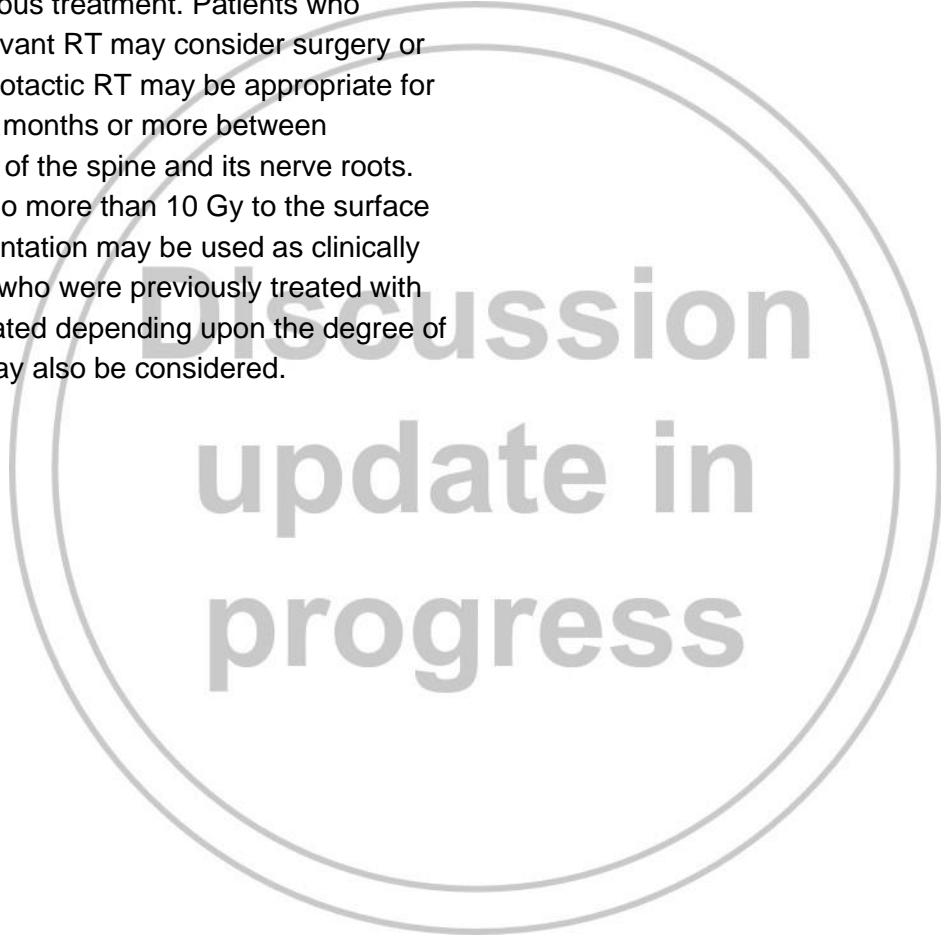 ous treatment. Patients who
vant RT may consider surgery or
otactic RT may be appropriate for
months or more between
of the spine and its nerve roots.
o more than 10 Gy to the surface
ntation may be used as clinically
who were previously treated with
ated depending upon the degree of
ay also be considered.
Discussion
update in
progress